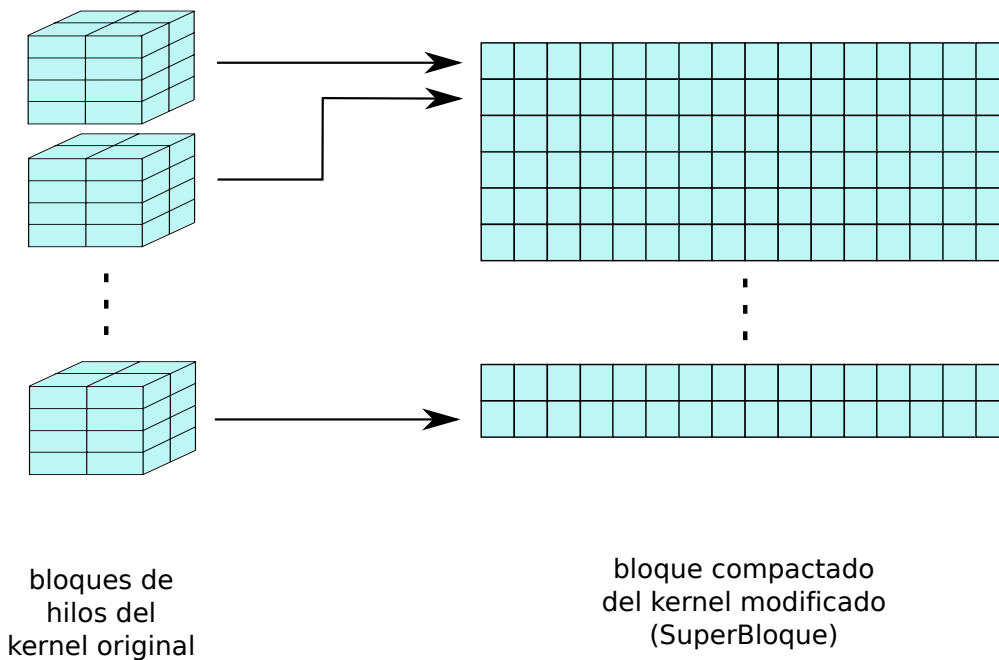 bloques de
hilos del
kernel original
bloque compactado
del kernel modificado
(SuperBloque)